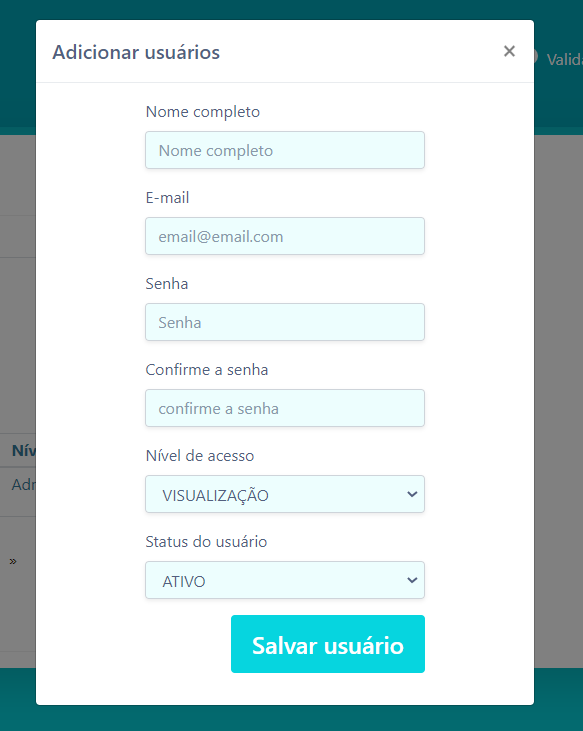 Adicionar usuários
×
Valid
Nome completo
Nome completo
E-mail
email@email.com
Senha
Senha
Confirme a senha
confirme a senha
Nív
Nível de acesso
Adr
VISUALIZAÇÃO
Status do usuário
»
ATIVO
Salvar usuário